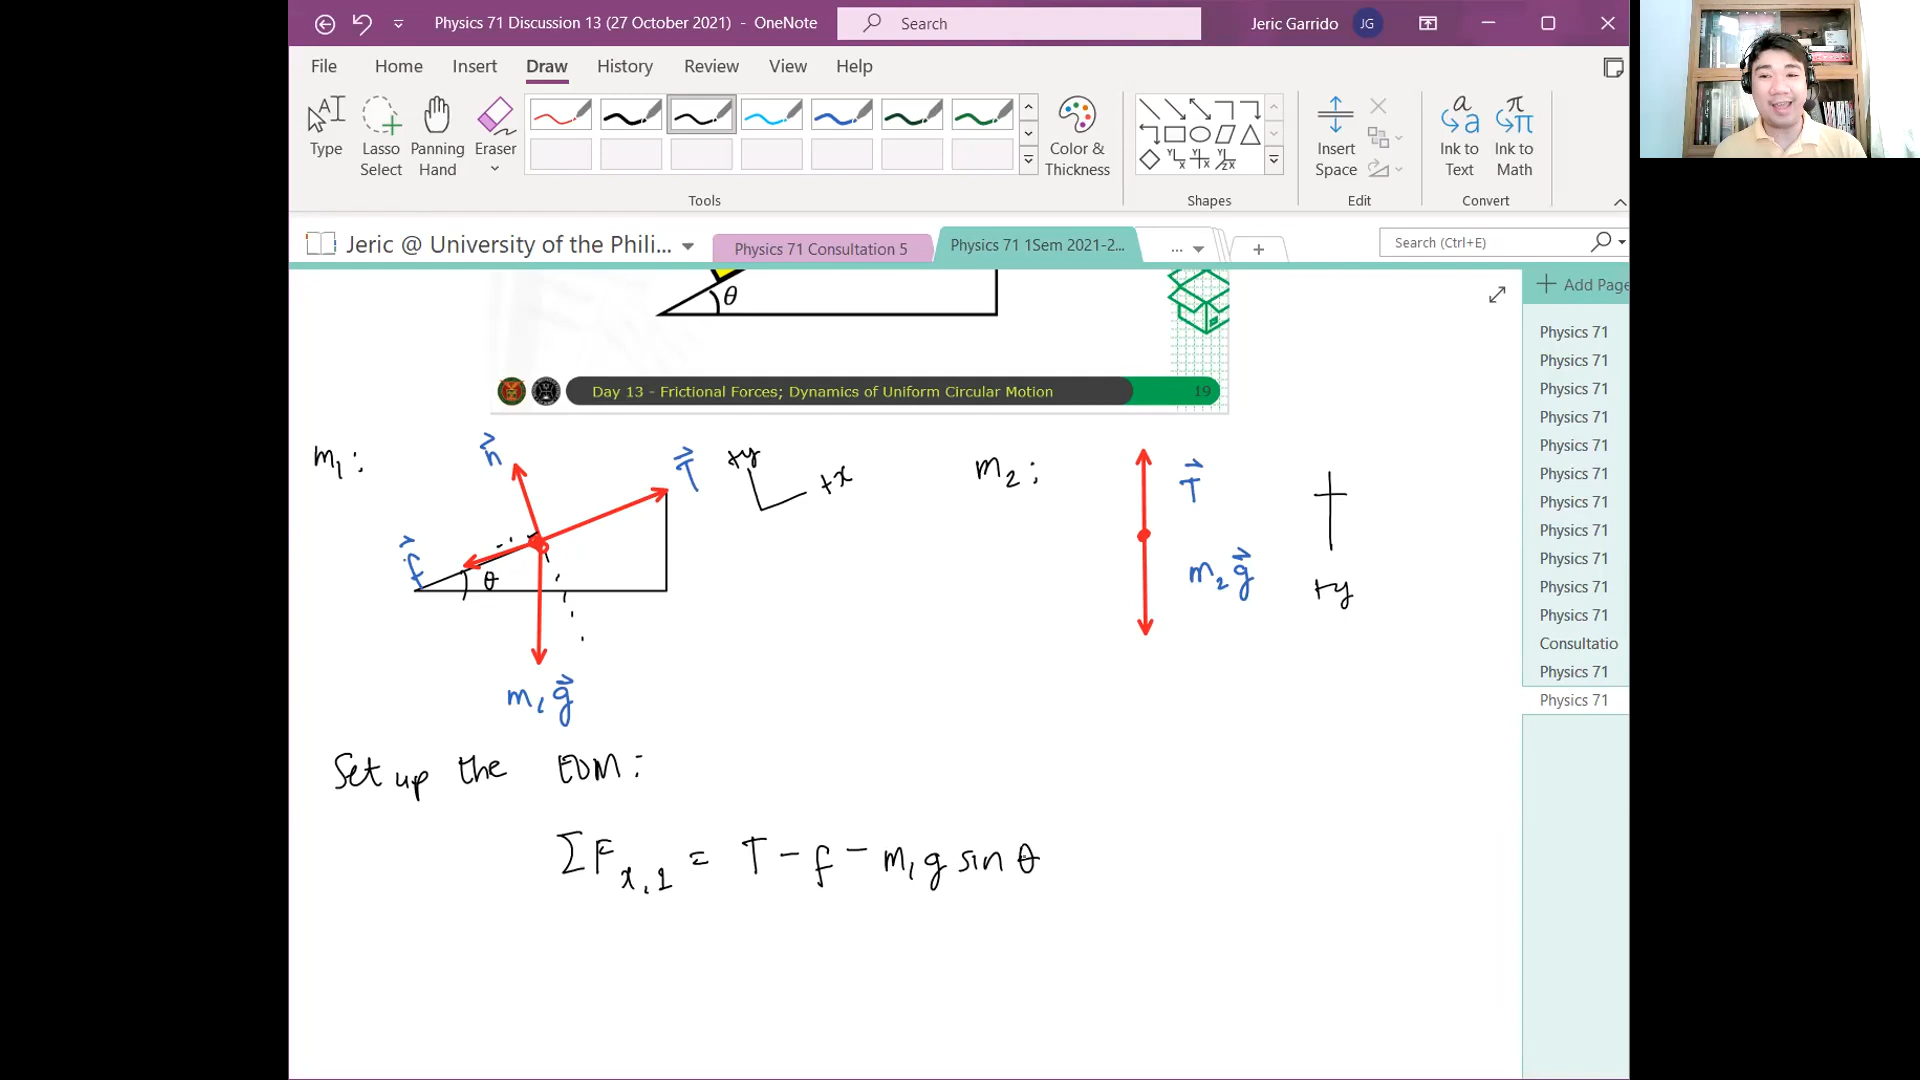 Physics 71 Discussion 13 (27 October 2021) - OneNote
Search
Jeric Garrido
JG
File
Home
Insert
Draw
History
Review
View
Help
Type
Lasso Select
Panning Hand
Eraser
Color & Thickness
Insert Space
Ink to Text
Ink to Math
Tools
Shapes
Edit
Convert
Jeric @ University of the Phili...
Physics 71 Consultation 5
Physics 71 1Sem 2021-2...
...
Search (Ctrl+E)
Add Page
Physics 71
Physics 71
Physics 71
Physics 71
Physics 71
Physics 71
Physics 71
Physics 71
Physics 71
Physics 71
Physics 71
Consultatio
Physics 71
Physics 71
θ
Day 13 - Frictional Forces; Dynamics of Uniform Circular Motion
19
m₁:
n⃗
T⃗
+y
+x
f⃗
θ
m₁g⃗
m₂:
T⃗
m₂g⃗
+y
Set up the EOM:
ΣF_{x,1} = T - f - m₁g sin θ